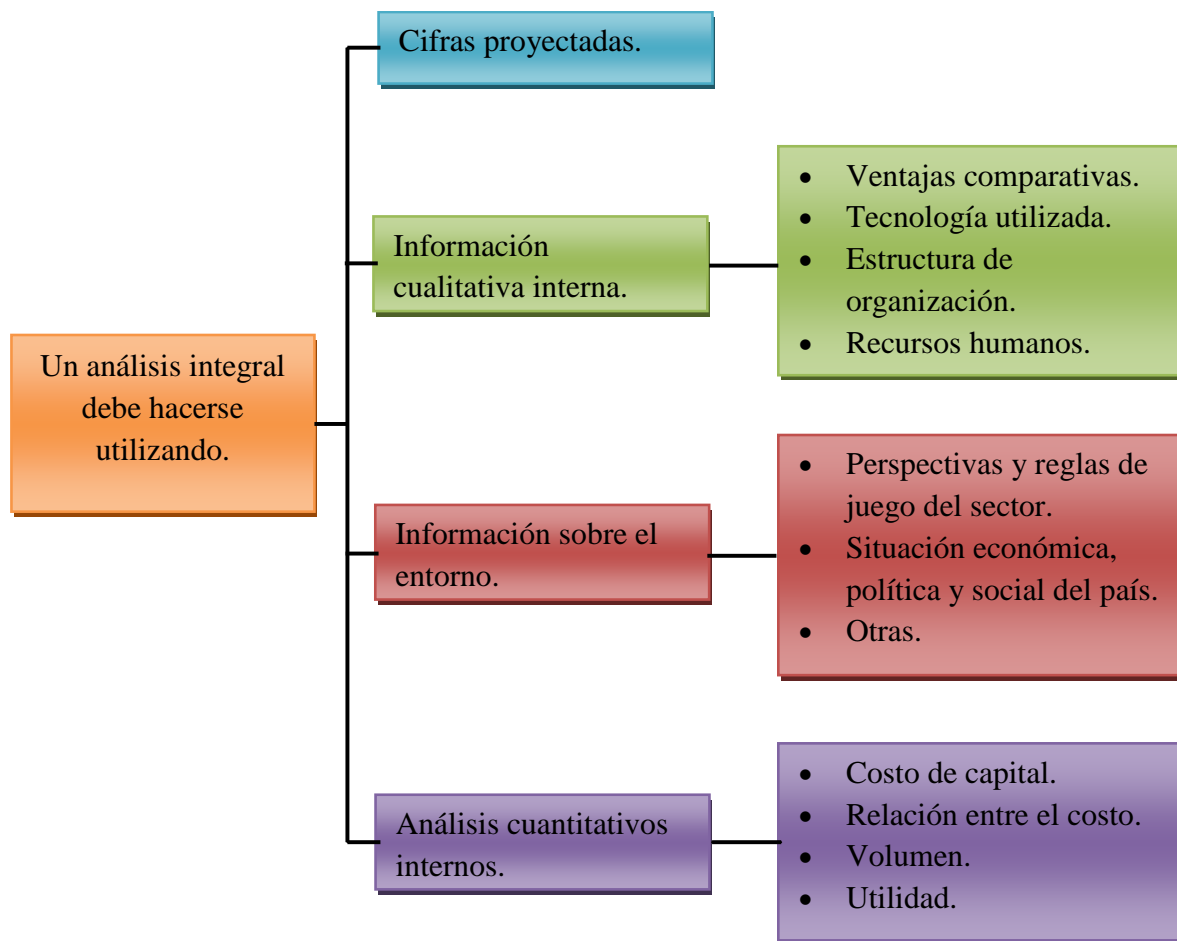 Cifras proyectadas.
Información
cualitativa interna.
• Ventajas comparativas.
• Tecnología utilizada.
• Estructura de
organización.
• Recursos humanos.
Un análisis integral
debe hacerse
utilizando.
Información sobre el
entorno.
• Perspectivas y reglas de
juego del sector.
• Situación económica,
política y social del país.
• Otras.
Análisis cuantitativos
internos.
• Costo de capital.
• Relación entre el costo.
• Volumen.
• Utilidad.